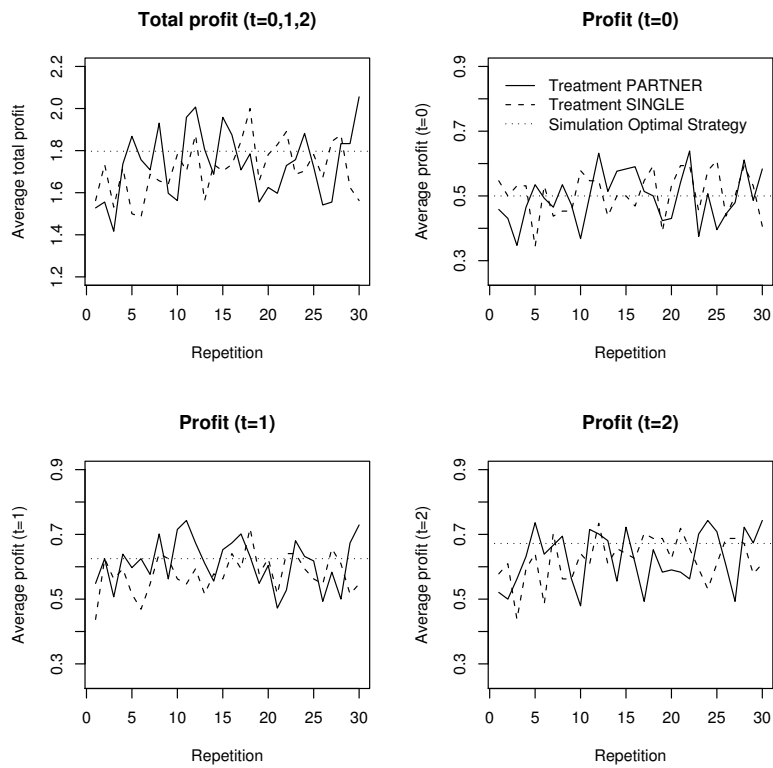 Total profit (t=0,1,2)
Average total profit
2.2
2.0
1.8
1.6
1.4
1.2
0 5 10 15 20 25 30
Repetition
Profit (t=0)
Average profit (t=0)
0.9
0.7
0.5
0.3
Treatment PARTNER
Treatment SINGLE
Simulation Optimal Strategy
0 5 10 15 20 25 30
Repetition
Profit (t=1)
Average profit (t=1)
0.9
0.7
0.5
0.3
0 5 10 15 20 25 30
Repetition
Profit (t=2)
Average profit (t=2)
0.9
0.7
0.5
0.3
0 5 10 15 20 25 30
Repetition